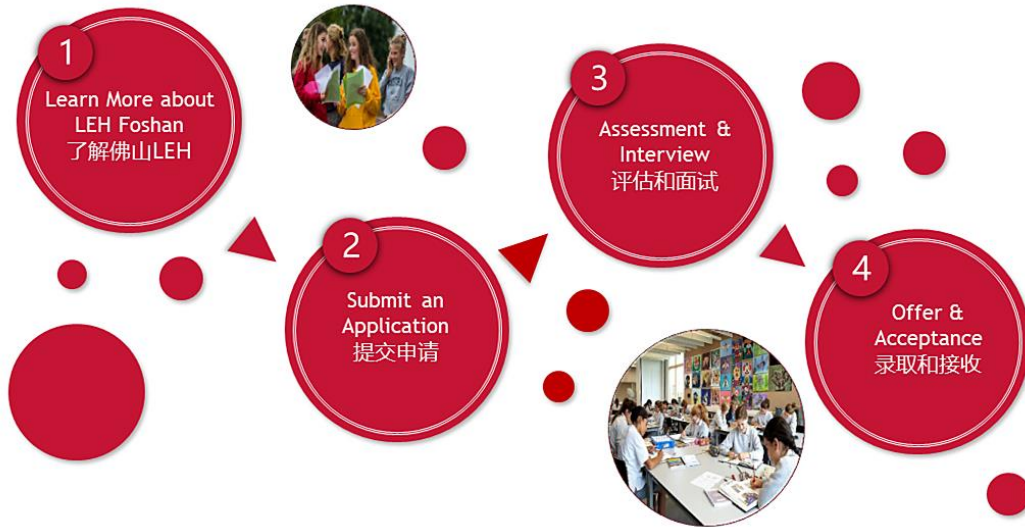 1
Learn More about
LEH Foshan
了解佛山LEH
2
Submit an
Application
提交申请
3
Assessment &
Interview
评估和面试
4
Offer &
Acceptance
录取和接收